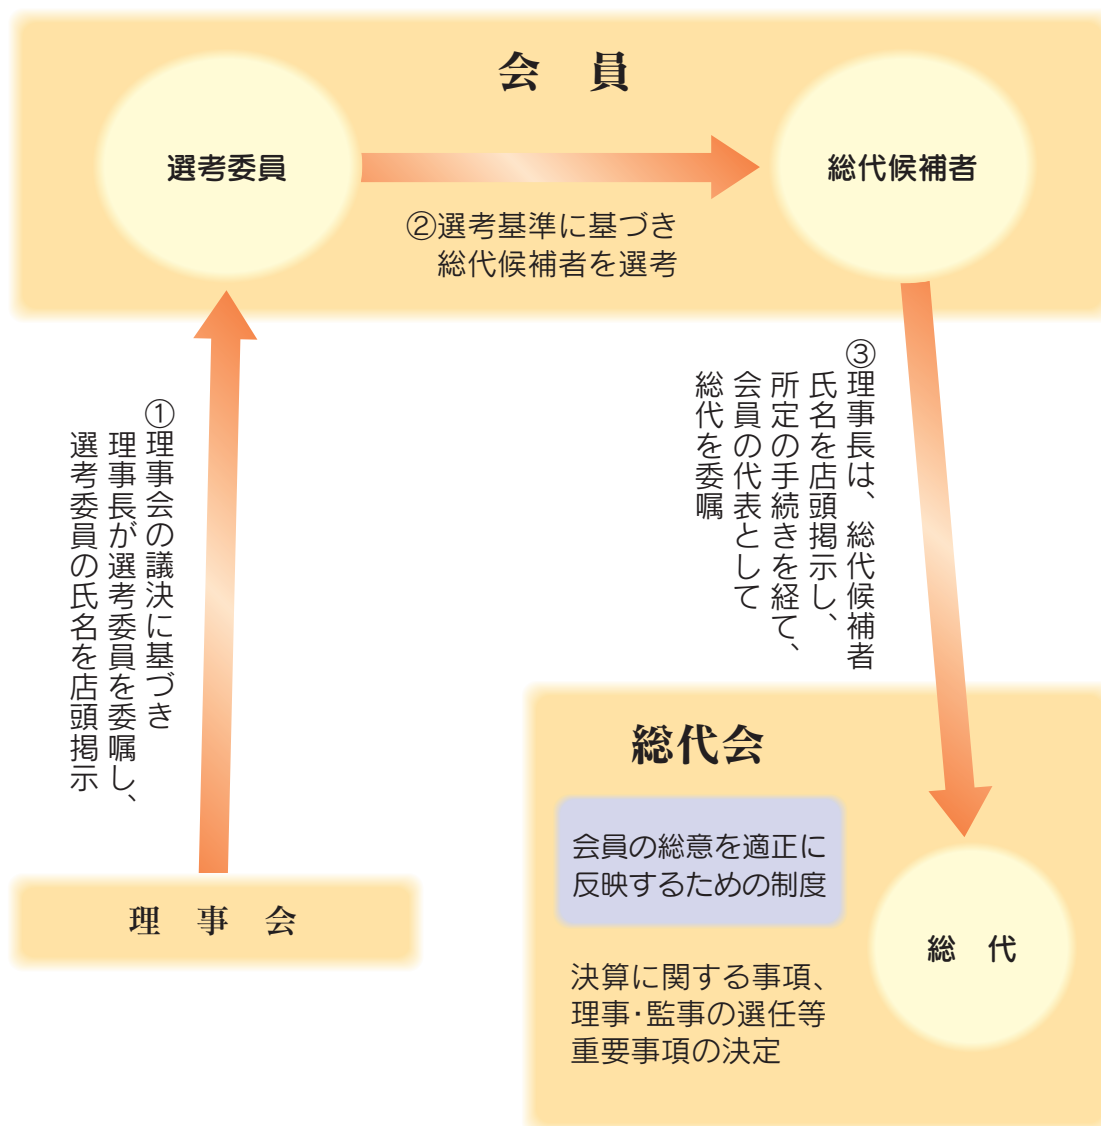 会　員
選考委員
総代候補者
②選考基準に基づき
総代候補者を選考
①理事会の議決に基づき
理事長が選考委員を委嘱し、
選考委員の氏名を店頭掲示
③理事長は、総代候補者
氏名を店頭掲示し、
所定の手続きを経て、
会員の代表として
総代を委嘱
理　事　会
総代会
会員の総意を適正に
反映するための制度
総　代
決算に関する事項、
理事･監事の選任等
重要事項の決定